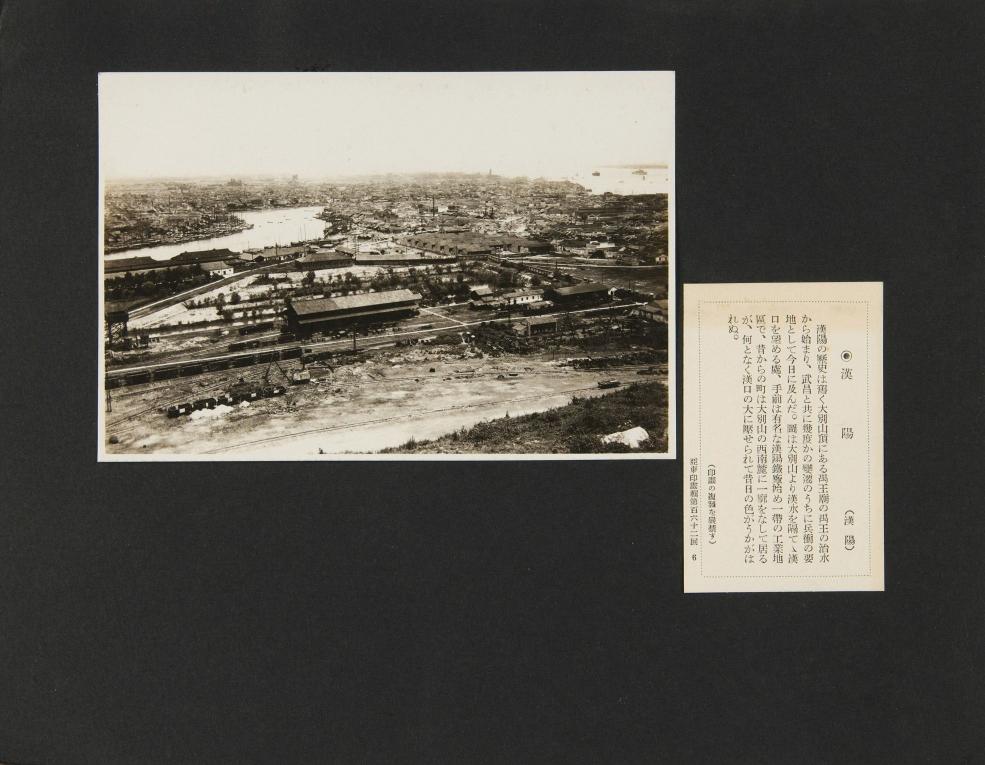 ◉漢陽（漢陽）
漢陽の歷史は舊く大別山頂にある禹王廟の禹王の治水
から始まり、武昌と共に幾度かの變遷のうちに兵衝の要
地として今日に及んだ。圖は大別山より漢水を隔てゝ漢
口を望める處、手前は有名な漢陽鐵廠始め一帶の工業地
區で、昔からの町は大別山の西南麓に一廓をなして居る
が、何となく漢口の大に壓せられて昔日の色がうかがは
れぬ。
（印畫の複製を嚴禁す）
亞東印畫輯第百六十二回 6